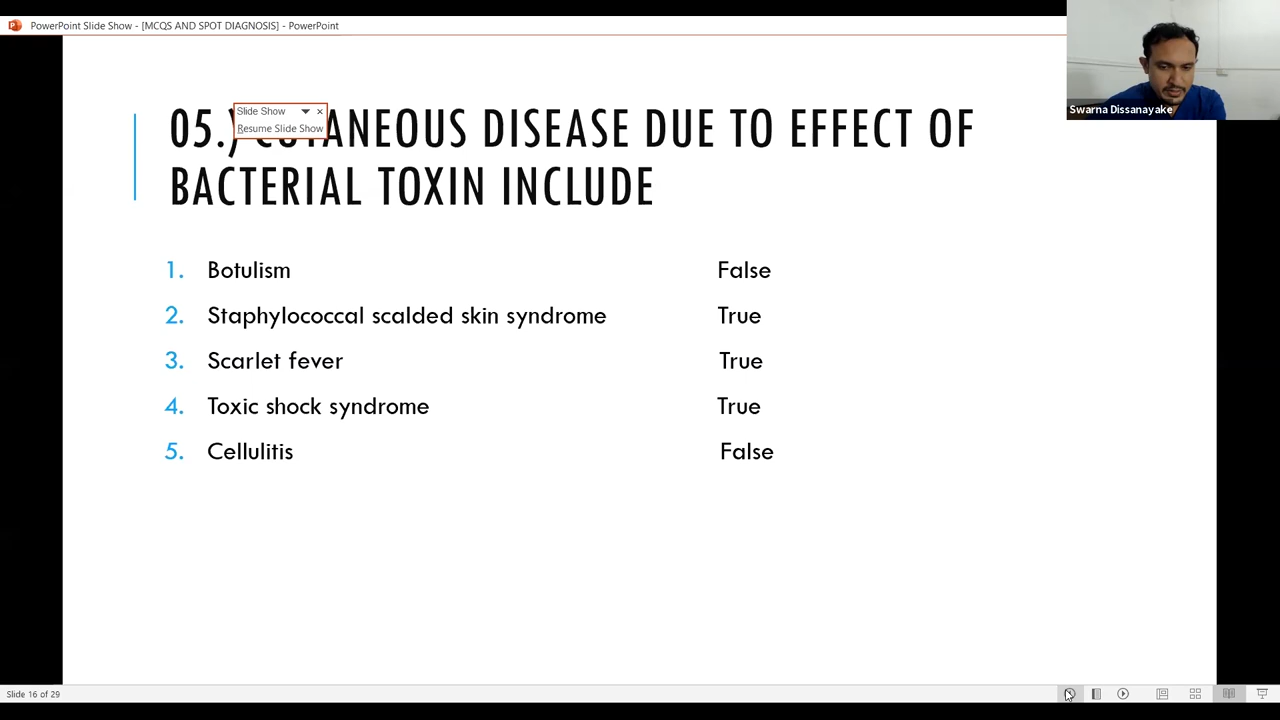 PowerPoint Slide Show - [MCQS AND SPOT DIAGNOSIS] - PowerPoint
Swarna Dissanayake
Slide Show
Resume Slide Show
05.) CUTANEOUS DISEASE DUE TO EFFECT OF
BACTERIAL TOXIN INCLUDE
1. Botulism False
2. Staphylococcal scalded skin syndrome True
3. Scarlet fever True
4. Toxic shock syndrome True
5. Cellulitis False
Slide 16 of 29